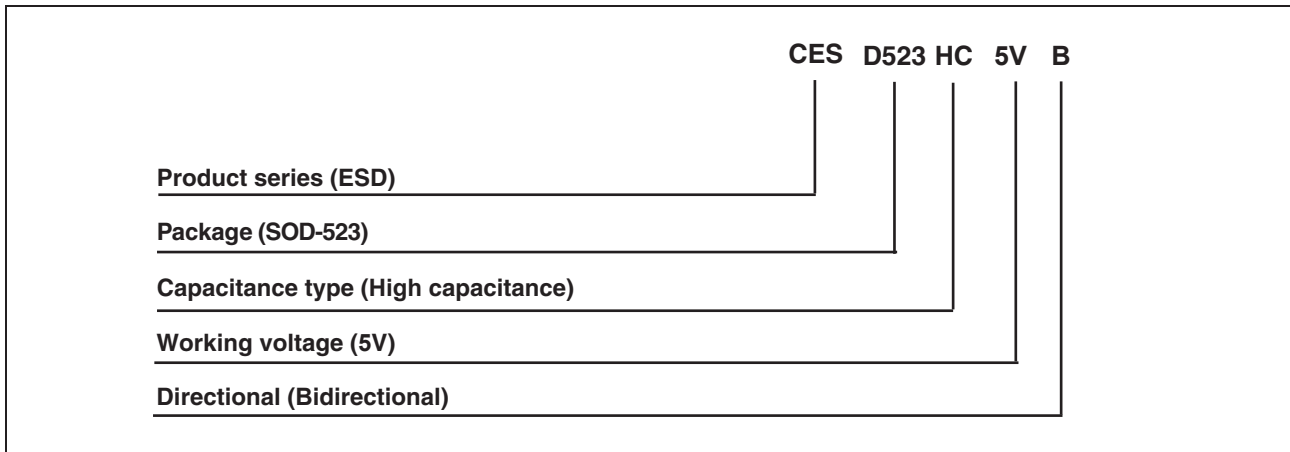 CES D523 HC 5V B
Product series (ESD)
Package (SOD-523)
Capacitance type (High capacitance)
Working voltage (5V)
Directional (Bidirectional)